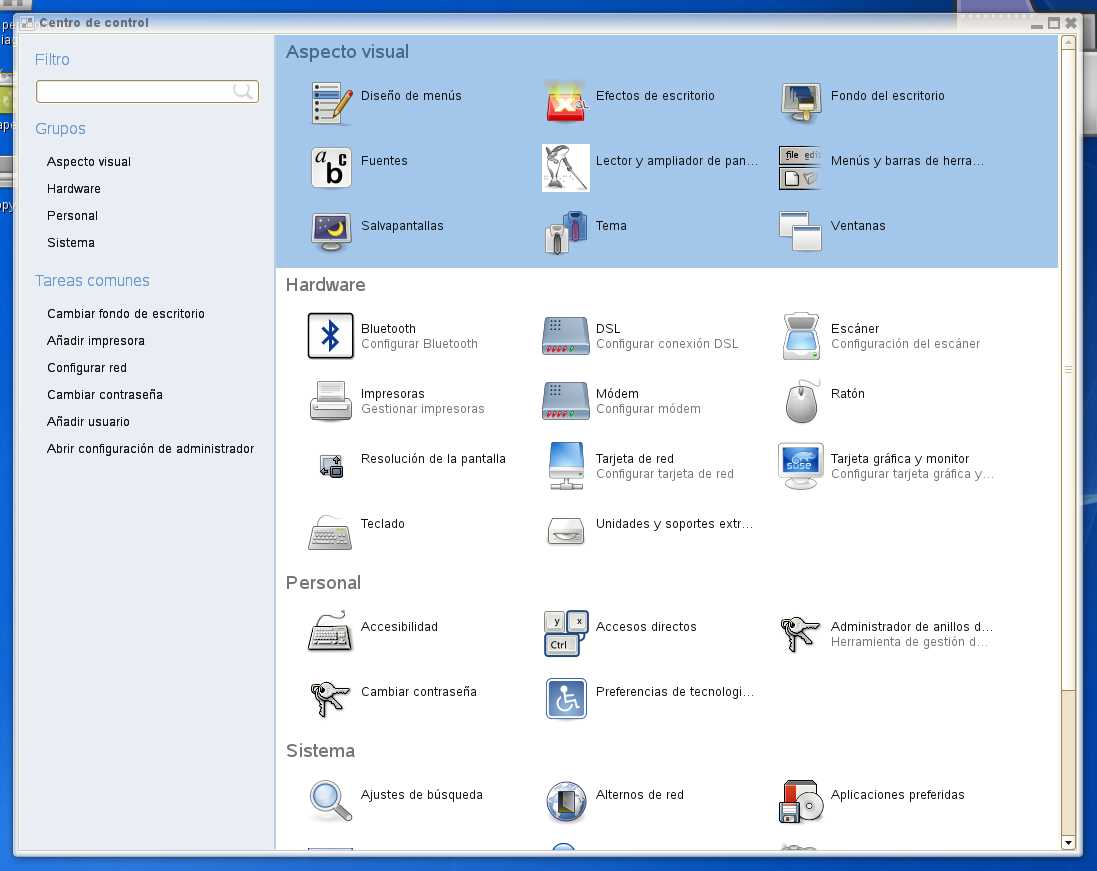 Centro de control
Filtro
Grupos
Aspecto visual
Hardware
Personal
Sistema
Tareas comunes
Cambiar fondo de escritorio
Añadir impresora
Configurar red
Cambiar contraseña
Añadir usuario
Abrir configuración de administrador
Aspecto visual
Diseño de menús
Efectos de escritorio
Fondo del escritorio
abc
Fuentes
Lector y ampliador de pan...
file
Menús y barras de herra...
Salvapantallas
Tema
Ventanas
Hardware
Bluetooth
Configurar Bluetooth
DSL
Configurar conexión DSL
Escáner
Configuración del escáner
Impresoras
Gestionar impresoras
Módem
Configurar módem
Ratón
Resolución de la pantalla
Tarjeta de red
Configurar tarjeta de red
SUSE
Tarjeta gráfica y monitor
Configurar tarjeta gráfica y...
Teclado
Unidades y soportes extr...
Personal
Accesibilidad
y x
Ctrl
Accesos directos
Administrador de anillos d...
Herramienta de gestión d...
Cambiar contraseña
Preferencias de tecnologi...
Sistema
Ajustes de búsqueda
Alternos de red
Aplicaciones preferidas